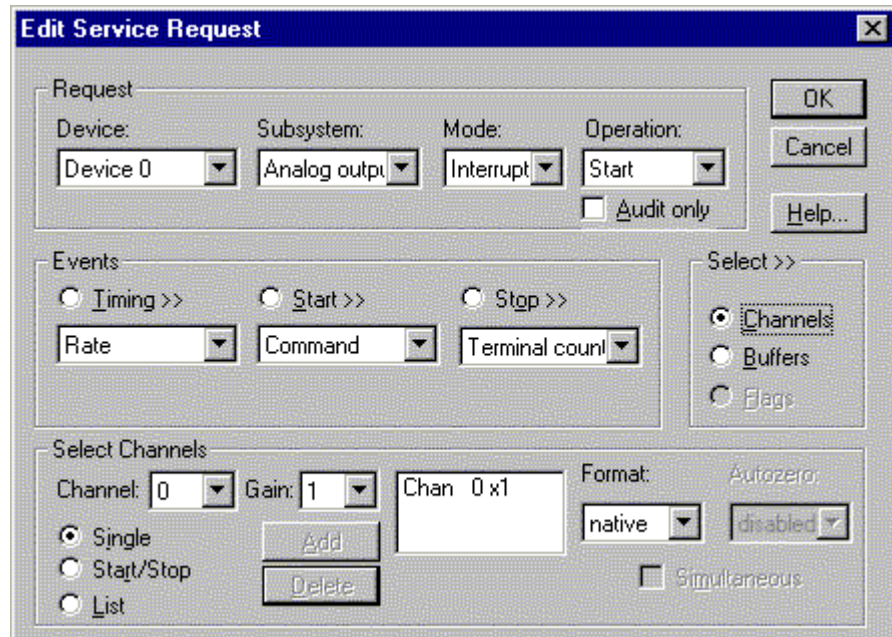 Edit Service Request
Request
Device: Subsystem: Mode: Operation:
Device 0 Analog outpu Interrupt Start
Audit only
OK
Cancel
Help...
Events
Timing >> Start >> Stop >>
Rate Command Terminal count
Select >>
Channels
Buffers
Flags
Select Channels
Channel: 0 Gain: 1
Chan 0 x1
Format: Autozero:
native disabled
Single
Start/Stop
List
Add
Delete
Simultaneous